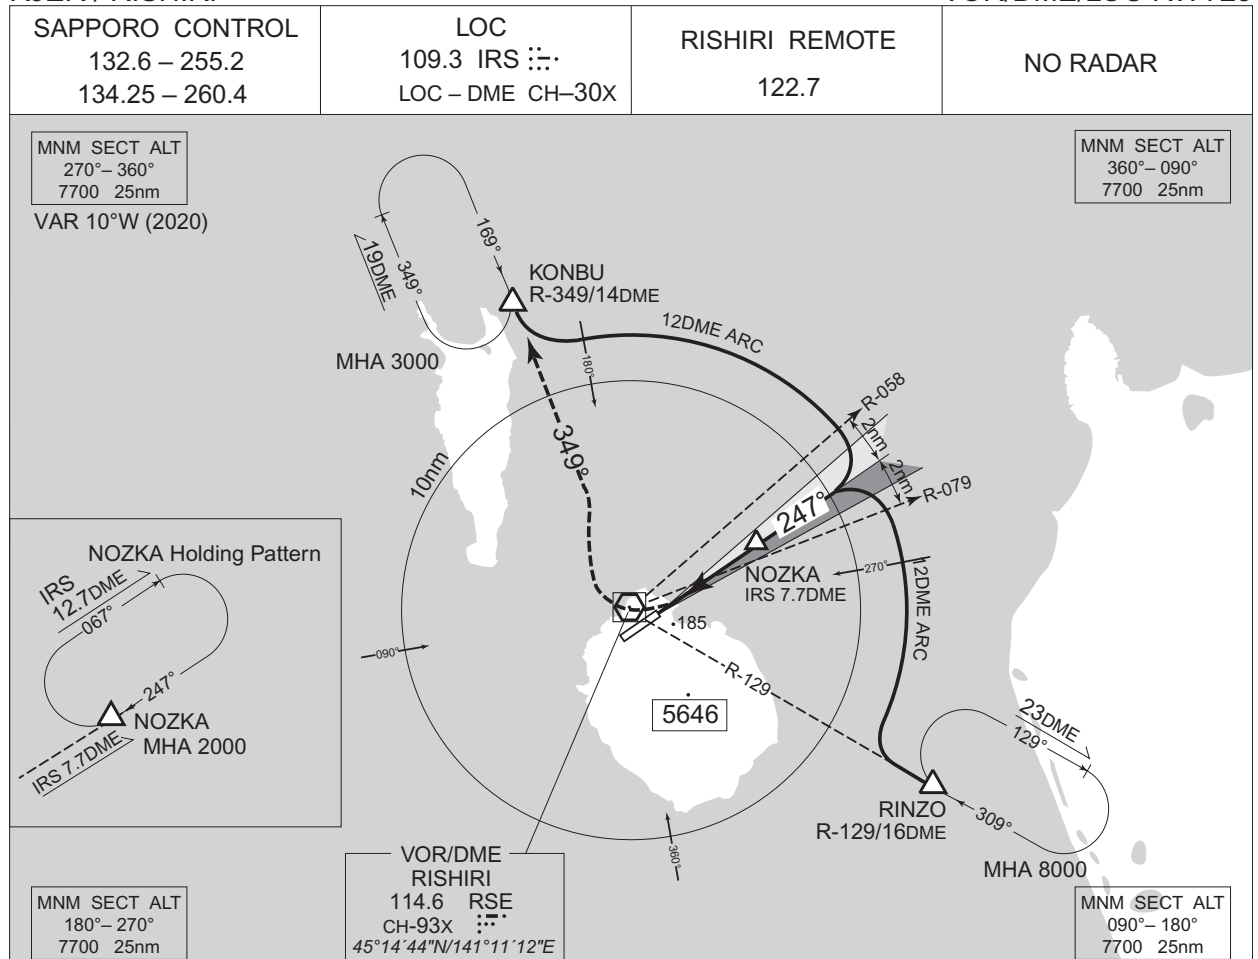 SAPPORO CONTROL
132.6 – 255.2
134.25 – 260.4
LOC
109.3 IRS
LOC – DME CH–30X
RISHIRI REMOTE
122.7
NO RADAR
MNM SECT ALT
270°– 360°
7700 25nm
VAR 10°W (2020)
MNM SECT ALT
360°– 090°
7700 25nm
169°
349°
19DME
KONBU
R-349/14DME
MHA 3000
12DME ARC
180°
R-058
2nm
2nm
R-079
349°
10nm
247°
NOZKA
IRS 7.7DME
270°
12DME ARC
NOZKA Holding Pattern
IRS
12.7DME
067°
247°
NOZKA
MHA 2000
IRS 7.7DME
090°
185
R-129
5646
23DME
129°
RINZO
R-129/16DME
309°
MHA 8000
360°
VOR/DME
RISHIRI
114.6 RSE
CH-93X
45°14´44"N/141°11´12"E
MNM SECT ALT
180°– 270°
7700 25nm
MNM SECT ALT
090°– 180°
7700 25nm